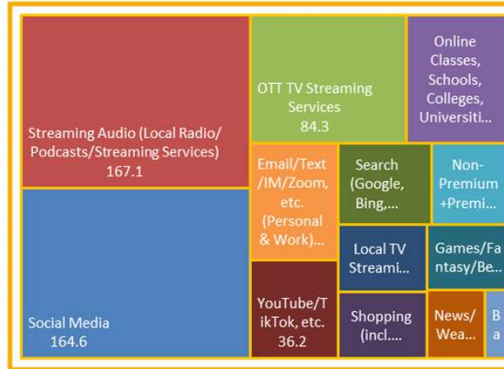 Streaming Audio (Local Radio/
Podcasts/Streaming Services)
167.1
Social Media
164.6
OTT TV Streaming
Services
84.3
Online
Classes,
Schools,
Colleges,
Universiti...
Email/Text
/IM/Zoom,
etc.
(Personal
& Work)...
Search
(Google,
Bing,...
Non-
Premium
+Premi...
Local TV
Streami...
Games/Fa
ntasy/Be...
YouTube/T
ikTok, etc.
36.2
Shopping
(incl....
News/
Wea...
B
a